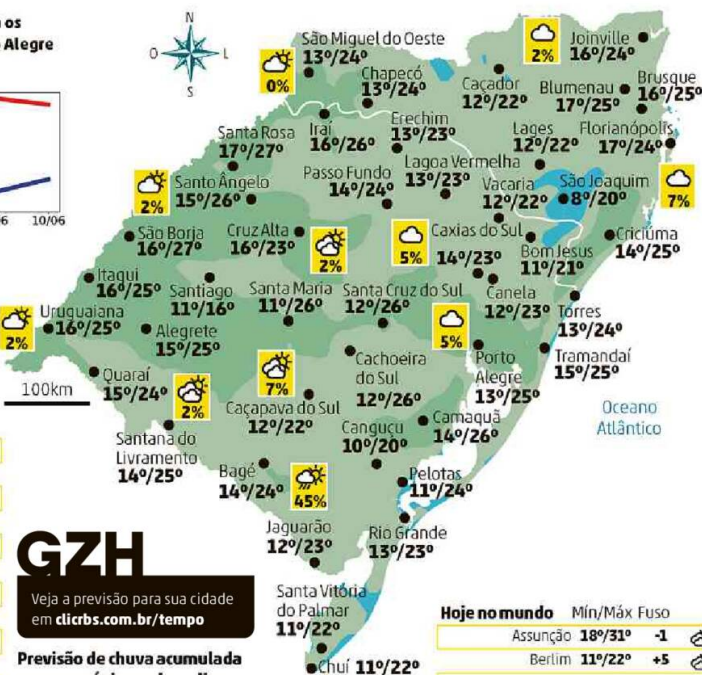 os
Alegre
10/06
N
O
L
S
São Miguel do Oeste
13º/24º
0%
Chapecó
13º/24º
Caçador
12º/22º
2%
Joinville
16º/24º
Blumenau
17º/25º
Brusque
16º/25º
Iraí
16º/26º
Erechim
13º/23º
Lages
12º/22º
Florianópolis
17º/24º
7%
Santa Rosa
17º/27º
Lagoa Vermelha
13º/23º
Passo Fundo
14º/24º
Vacaria
12º/22º
São Joaquim
8º/20º
2%
Santo Ângelo
15º/26º
São Borja
16º/27º
Cruz Alta
16º/23º
2%
5%
Caxias do Sul
14º/23º
Bom Jesus
11º/21º
Criciúma
14º/25º
Itaqui
16º/25º
Santiago
11º/16º
Santa Maria
11º/26º
Santa Cruz do Sul
12º/26º
Canela
12º/23º
Torres
13º/24º
2%
Uruguaiana
16º/25º
Alegrete
15º/25º
5%
Porto
Alegre
13º/25º
Tramandaí
15º/25º
Quaraí
15º/24º
100km
7%
Cachoeira
do Sul
12º/26º
2%
Caçapava do Sul
12º/22º
Camaquã
14º/26º
Oceano
Atlântico
Santana do
Livramento
14º/25º
Canguçu
10º/20º
Bagé
14º/24º
45%
Pelotas
11º/24º
Jaguarão
12º/23º
Rio Grande
13º/23º
GZH
Veja a previsão para sua cidade
em clicrbs.com.br/tempo
Santa Vitória
do Palmar
11º/22º
Chuí 11º/22º
Previsão de chuva acumulada
Hoje no mundo Mín/Máx Fuso
Assunção 18º/31º -1
Berlim 11º/22º +5